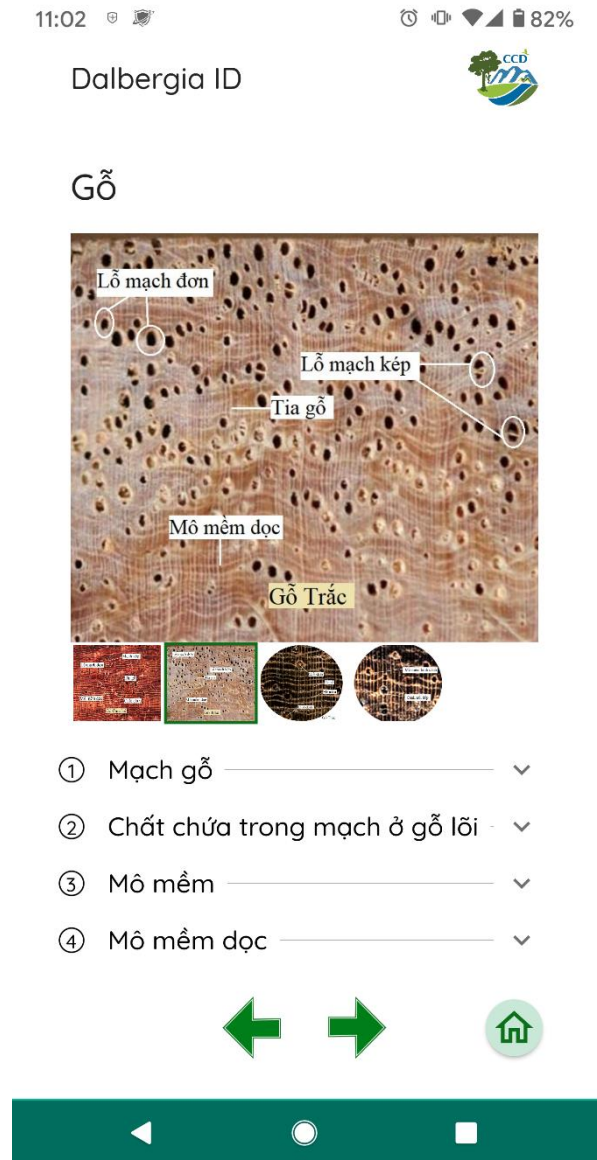 11:02
82%
Dalbergia ID
CCD
Gỗ
Lỗ mạch đơn
Lỗ mạch kép
Tia gỗ
Mô mềm dọc
Gỗ Trắc
1 Mạch gỗ
2 Chất chứa trong mạch ở gỗ lõi
3 Mô mềm
4 Mô mềm dọc